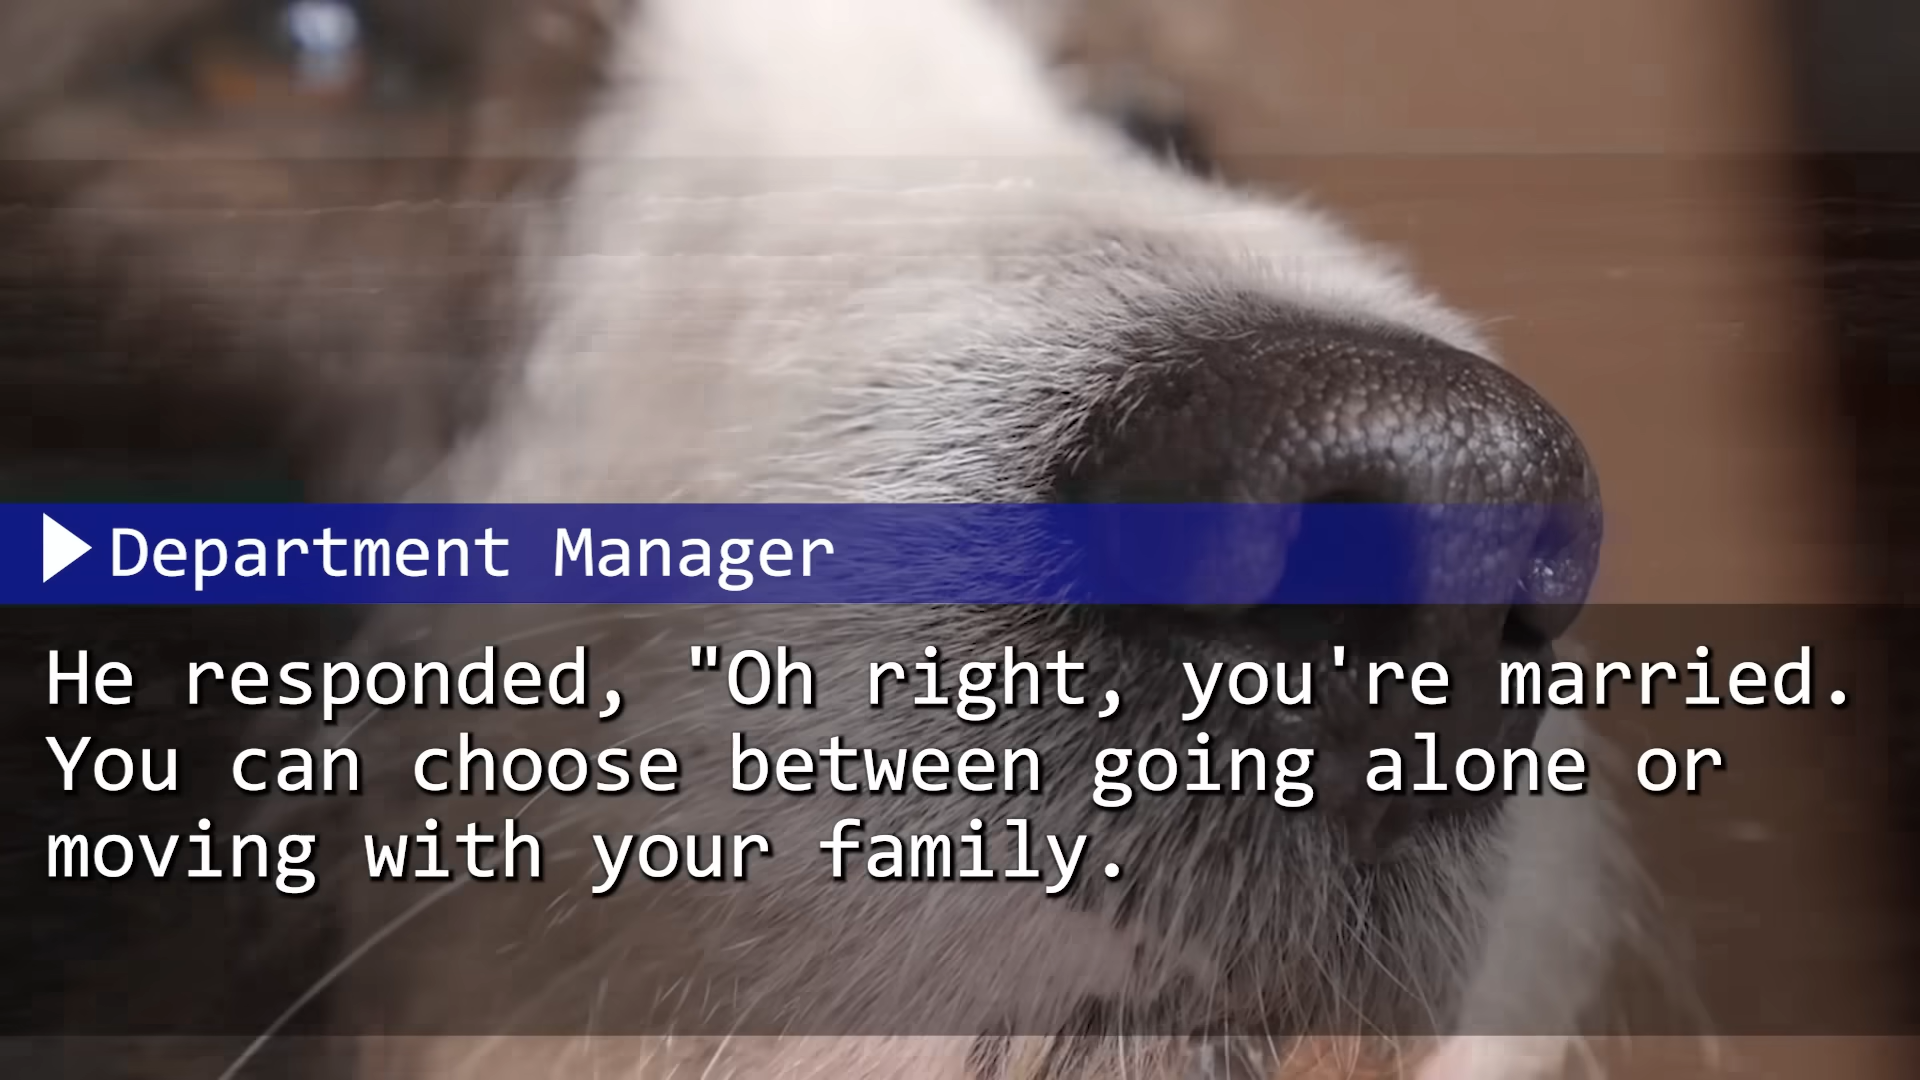 Department Manager
He responded, "Oh right, you're married.
You can choose between going alone or
moving with your family.